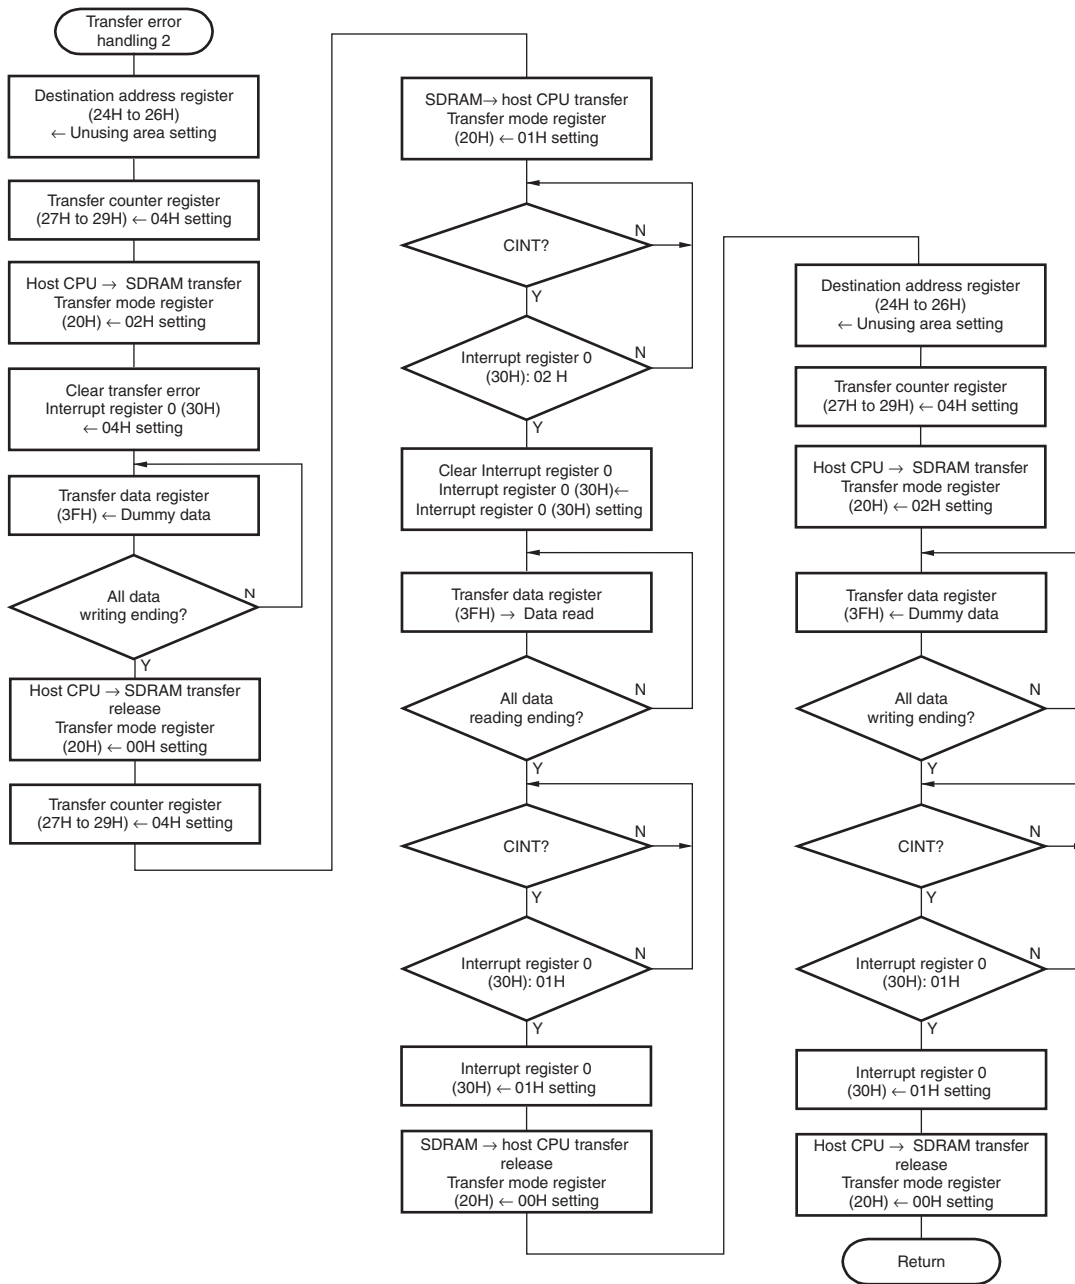 Transfer error
handling 2
Destination address register
(24H to 26H)
← Unusing area setting
Transfer counter register
(27H to 29H) ← 04H setting
Host CPU → SDRAM transfer
Transfer mode register
(20H) ← 02H setting
Clear transfer error
Interrupt register 0 (30H)
← 04H setting
Transfer data register
(3FH) ← Dummy data
All data
writing ending?
N
Y
Host CPU → SDRAM transfer
release
Transfer mode register
(20H) ← 00H setting
Transfer counter register
(27H to 29H) ← 04H setting
SDRAM→ host CPU transfer
Transfer mode register
(20H) ← 01H setting
CINT?
N
Y
Interrupt register 0
(30H): 02 H
N
Y
Clear Interrupt register 0
Interrupt register 0 (30H)←
Interrupt register 0 (30H) setting
Transfer data register
(3FH) → Data read
All data
reading ending?
N
Y
CINT?
N
Y
Interrupt register 0
(30H): 01H
N
Y
Interrupt register 0
(30H) ← 01H setting
SDRAM → host CPU transfer
release
Transfer mode register
(20H) ← 00H setting
Destination address register
(24H to 26H)
← Unusing area setting
Transfer counter register
(27H to 29H) ← 04H setting
Host CPU → SDRAM transfer
Transfer mode register
(20H) ← 02H setting
Transfer data register
(3FH) ← Dummy data
All data
writing ending?
N
Y
CINT?
N
Y
Interrupt register 0
(30H): 01H
N
Y
Interrupt register 0
(30H) ← 01H setting
Host CPU → SDRAM transfer
release
Transfer mode register
(20H) ← 00H setting
Return